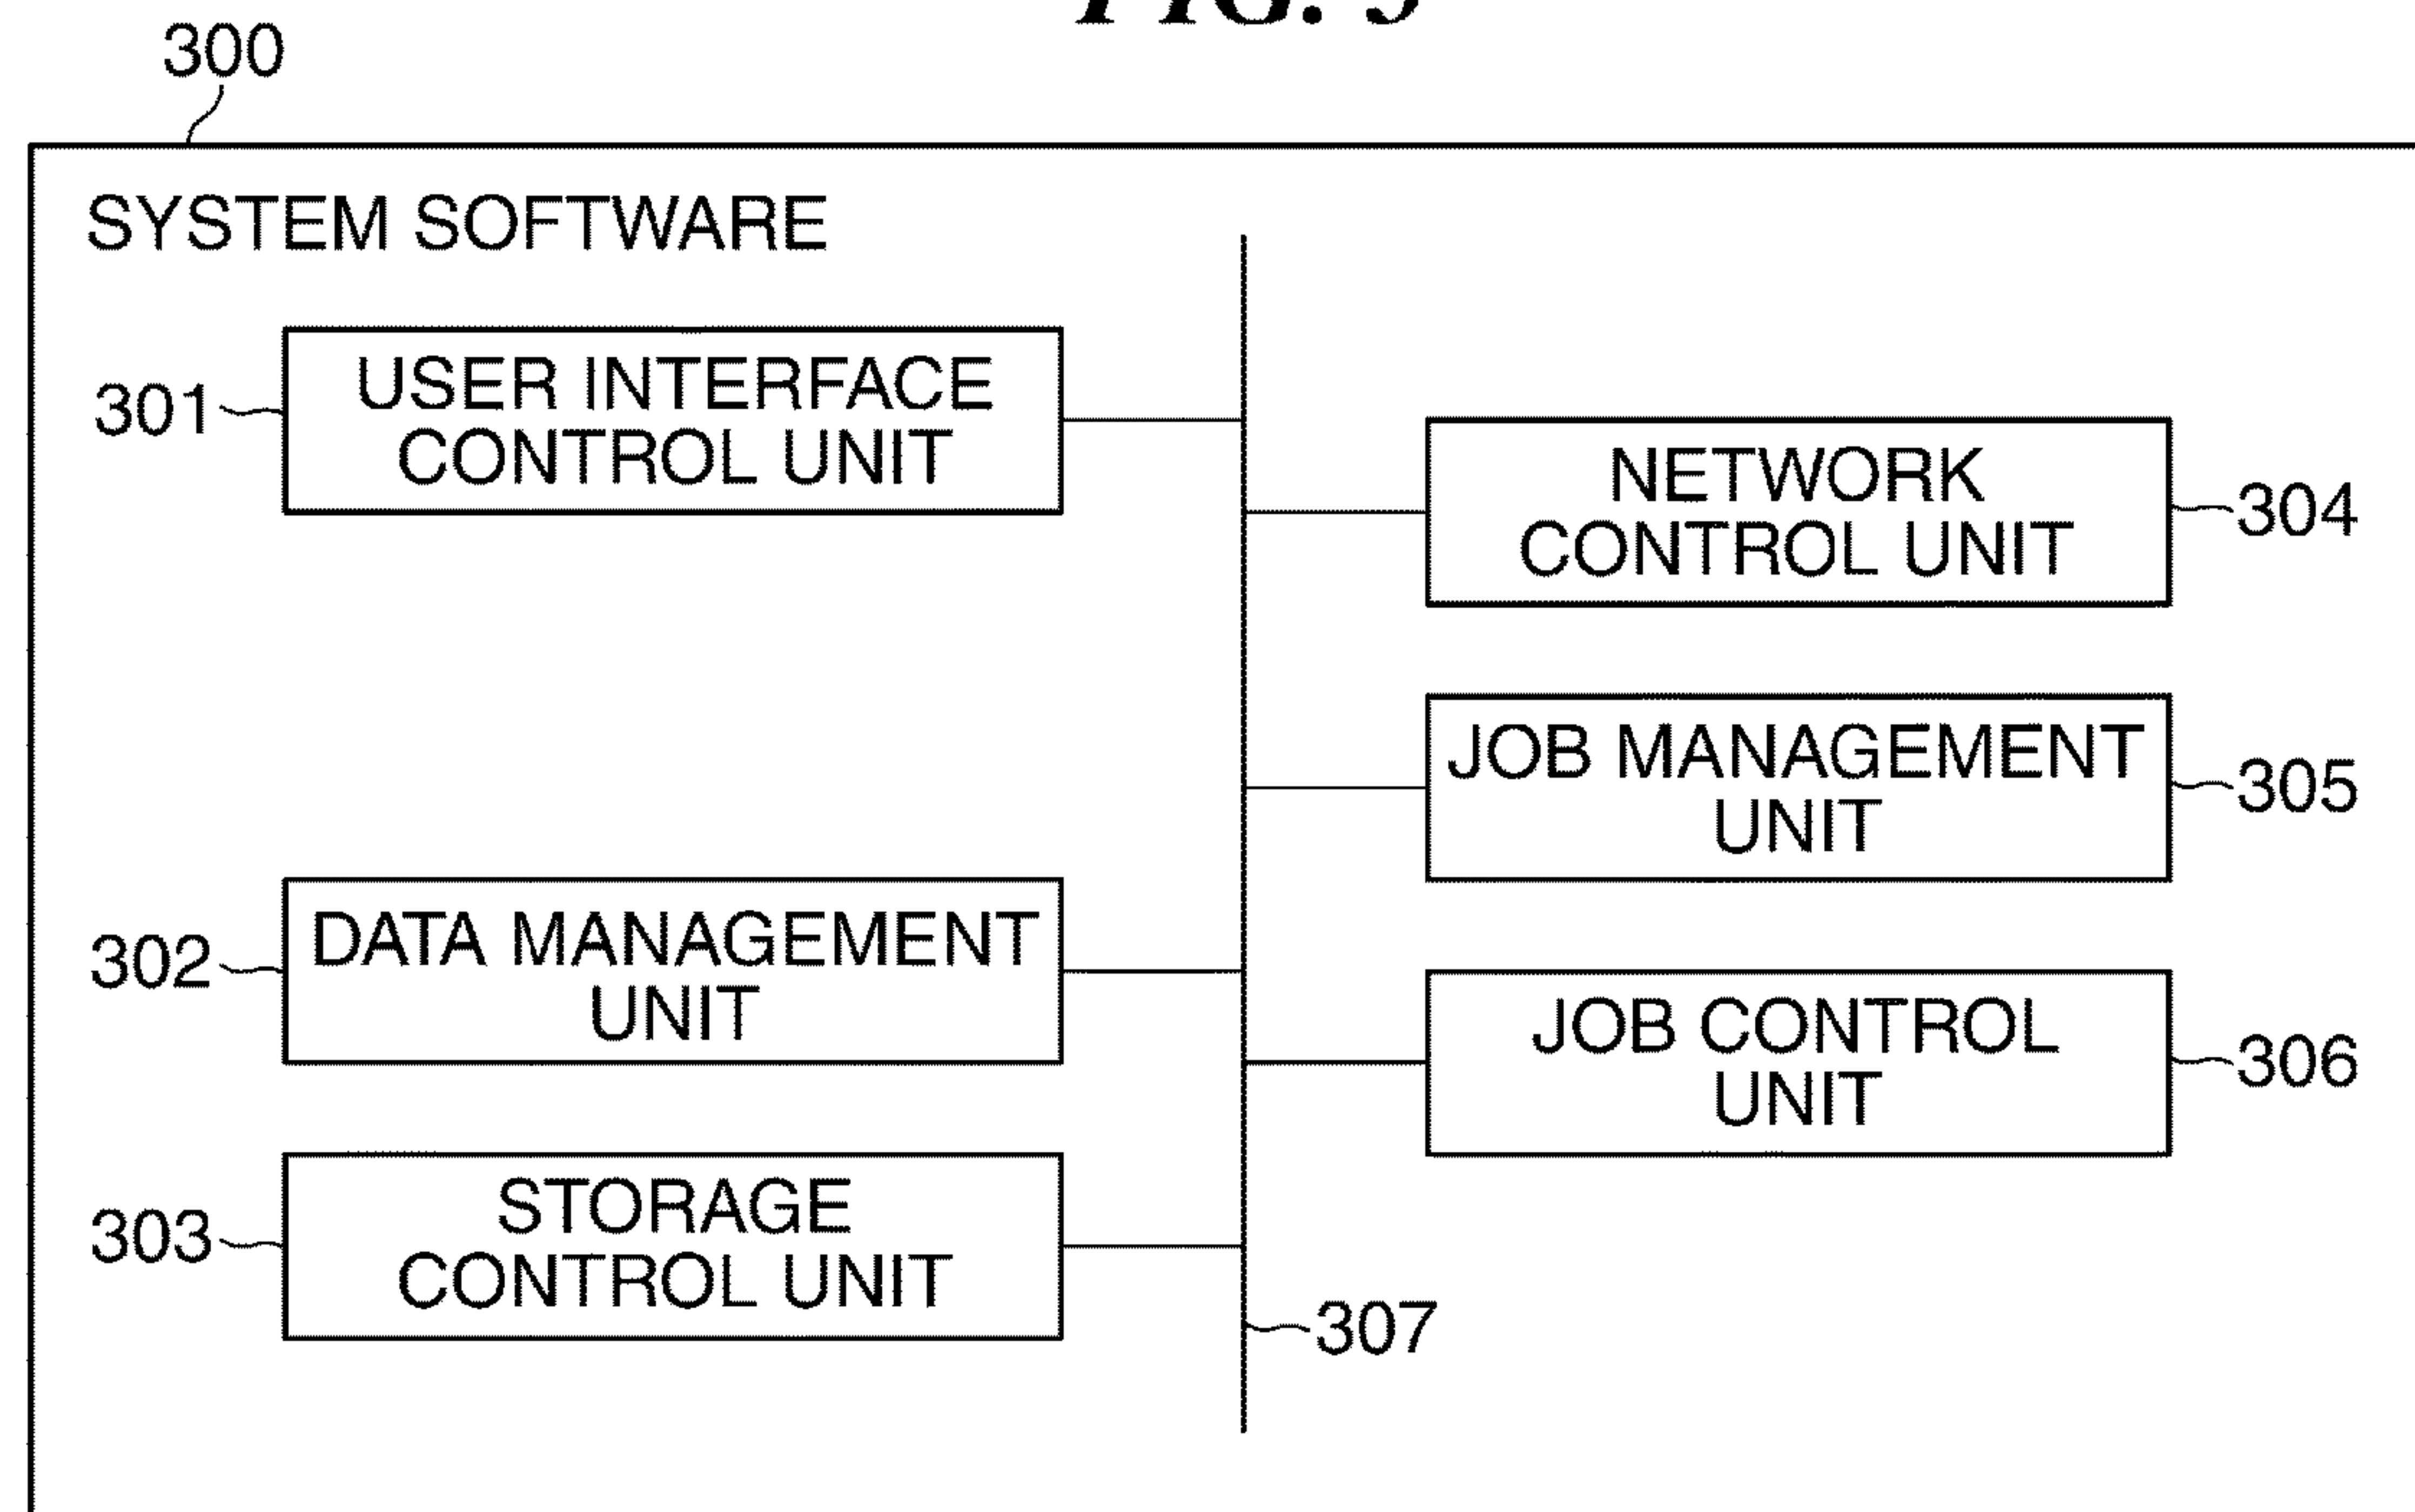 300
SYSTEM SOFTWARE
301
USER INTERFACE
CONTROL UNIT
NETWORK
CONTROL UNIT
304
JOB MANAGEMENT
UNIT
305
302
DATA MANAGEMENT
UNIT
JOB CONTROL
UNIT
306
303
STORAGE
CONTROL UNIT
307